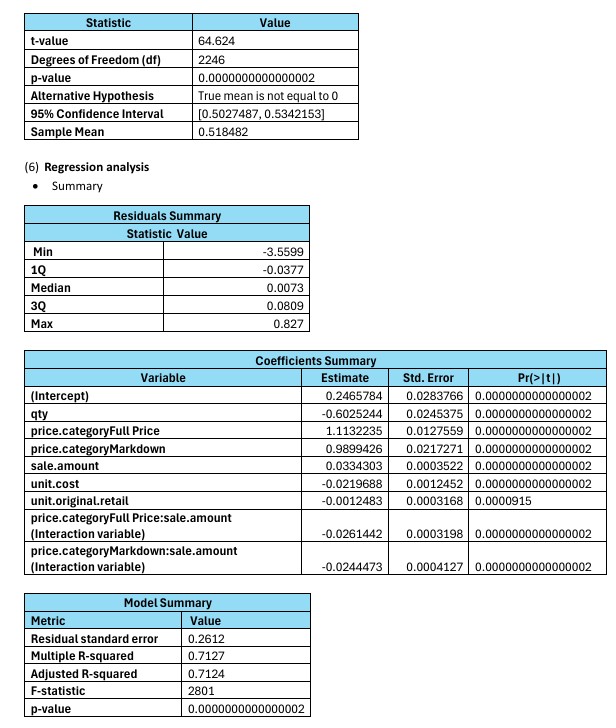 Statistic Value
t-value 64.624
Degrees of Freedom (df) 2246
p-value 0.0000000000000002
Alternative Hypothesis True mean is not equal to 0
95% Confidence Interval [0.5027487, 0.5342153]
Sample Mean 0.518482
(6) Regression analysis
• Summary
Residuals Summary
Statistic Value
Min -3.5599
1Q -0.0377
Median 0.0073
3Q 0.0809
Max 0.827
Coefficients Summary
Variable Estimate Std. Error Pr(>|t|)
(Intercept) 0.2465784 0.0283766 0.0000000000000002
qty -0.6025244 0.0245375 0.0000000000000002
price.categoryFull Price 1.1132235 0.0127559 0.0000000000000002
price.categoryMarkdown 0.9899426 0.0217271 0.0000000000000002
sale.amount 0.0334303 0.0003522 0.0000000000000002
unit.cost -0.0219688 0.0012452 0.0000000000000002
unit.original.retail -0.0012483 0.0003168 0.0000915
price.categoryFull Price:sale.amount
(Interaction variable) -0.0261442 0.0003198 0.0000000000000002
price.categoryMarkdown:sale.amount
(Interaction variable) -0.0244473 0.0004127 0.0000000000000002
Model Summary
Metric Value
Residual standard error 0.2612
Multiple R-squared 0.7127
Adjusted R-squared 0.7124
F-statistic 2801
p-value 0.0000000000000002